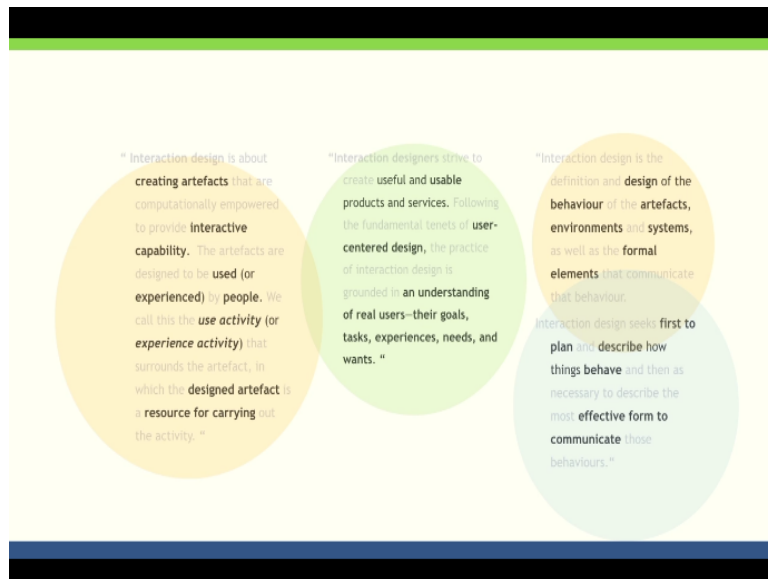 “ Interaction design is about
creating artefacts that are
computationally empowered
to provide interactive
capability. The artefacts are
designed to be used (or
experienced) by people. We
call this the use activity (or
experience activity) that
surrounds the artefact, in
which the designed artefact is
a resource for carrying out
the activity. “
“Interaction designers strive to
create useful and usable
products and services. Following
the fundamental tenets of user-
centered design, the practice
of interaction design is
grounded in an understanding
of real users—their goals,
tasks, experiences, needs, and
wants. “
“Interaction design is the
definition and design of the
behaviour of the artefacts,
environments and systems,
as well as the formal
elements that communicate
that behaviour.
Interaction design seeks first to
plan and describe how
things behave and then as
necessary to describe the
most effective form to
communicate those
behaviours.“